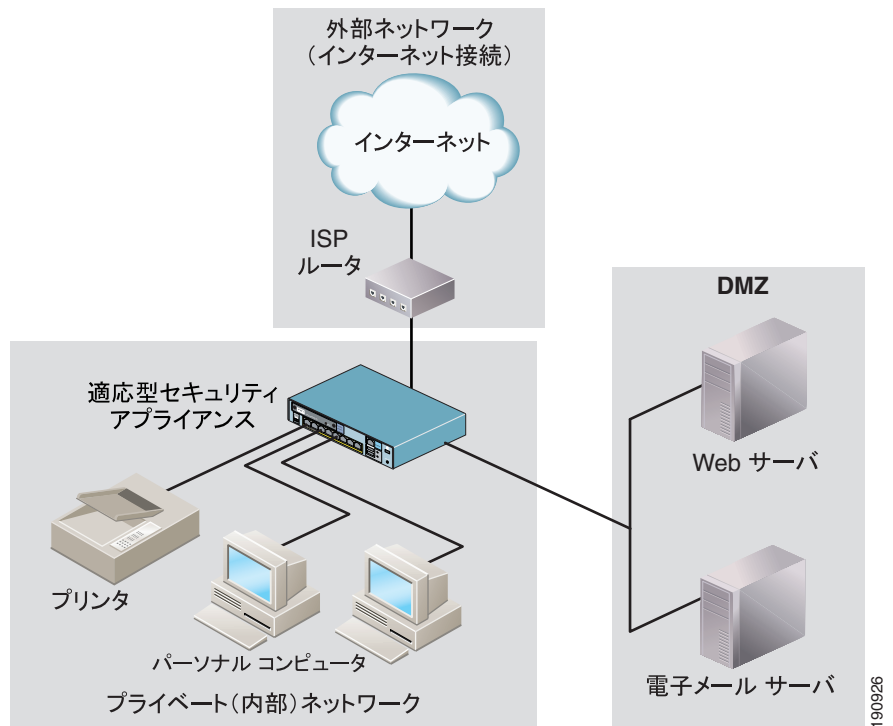 外部ネットワーク
（インターネット接続）
インターネット
ISP
ルータ
DMZ
適応型セキュリティ
アプライアンス
Web サーバ
プリンタ
パーソナル コンピュータ
電子メール サーバ
プライベート（内部）ネットワーク
190926